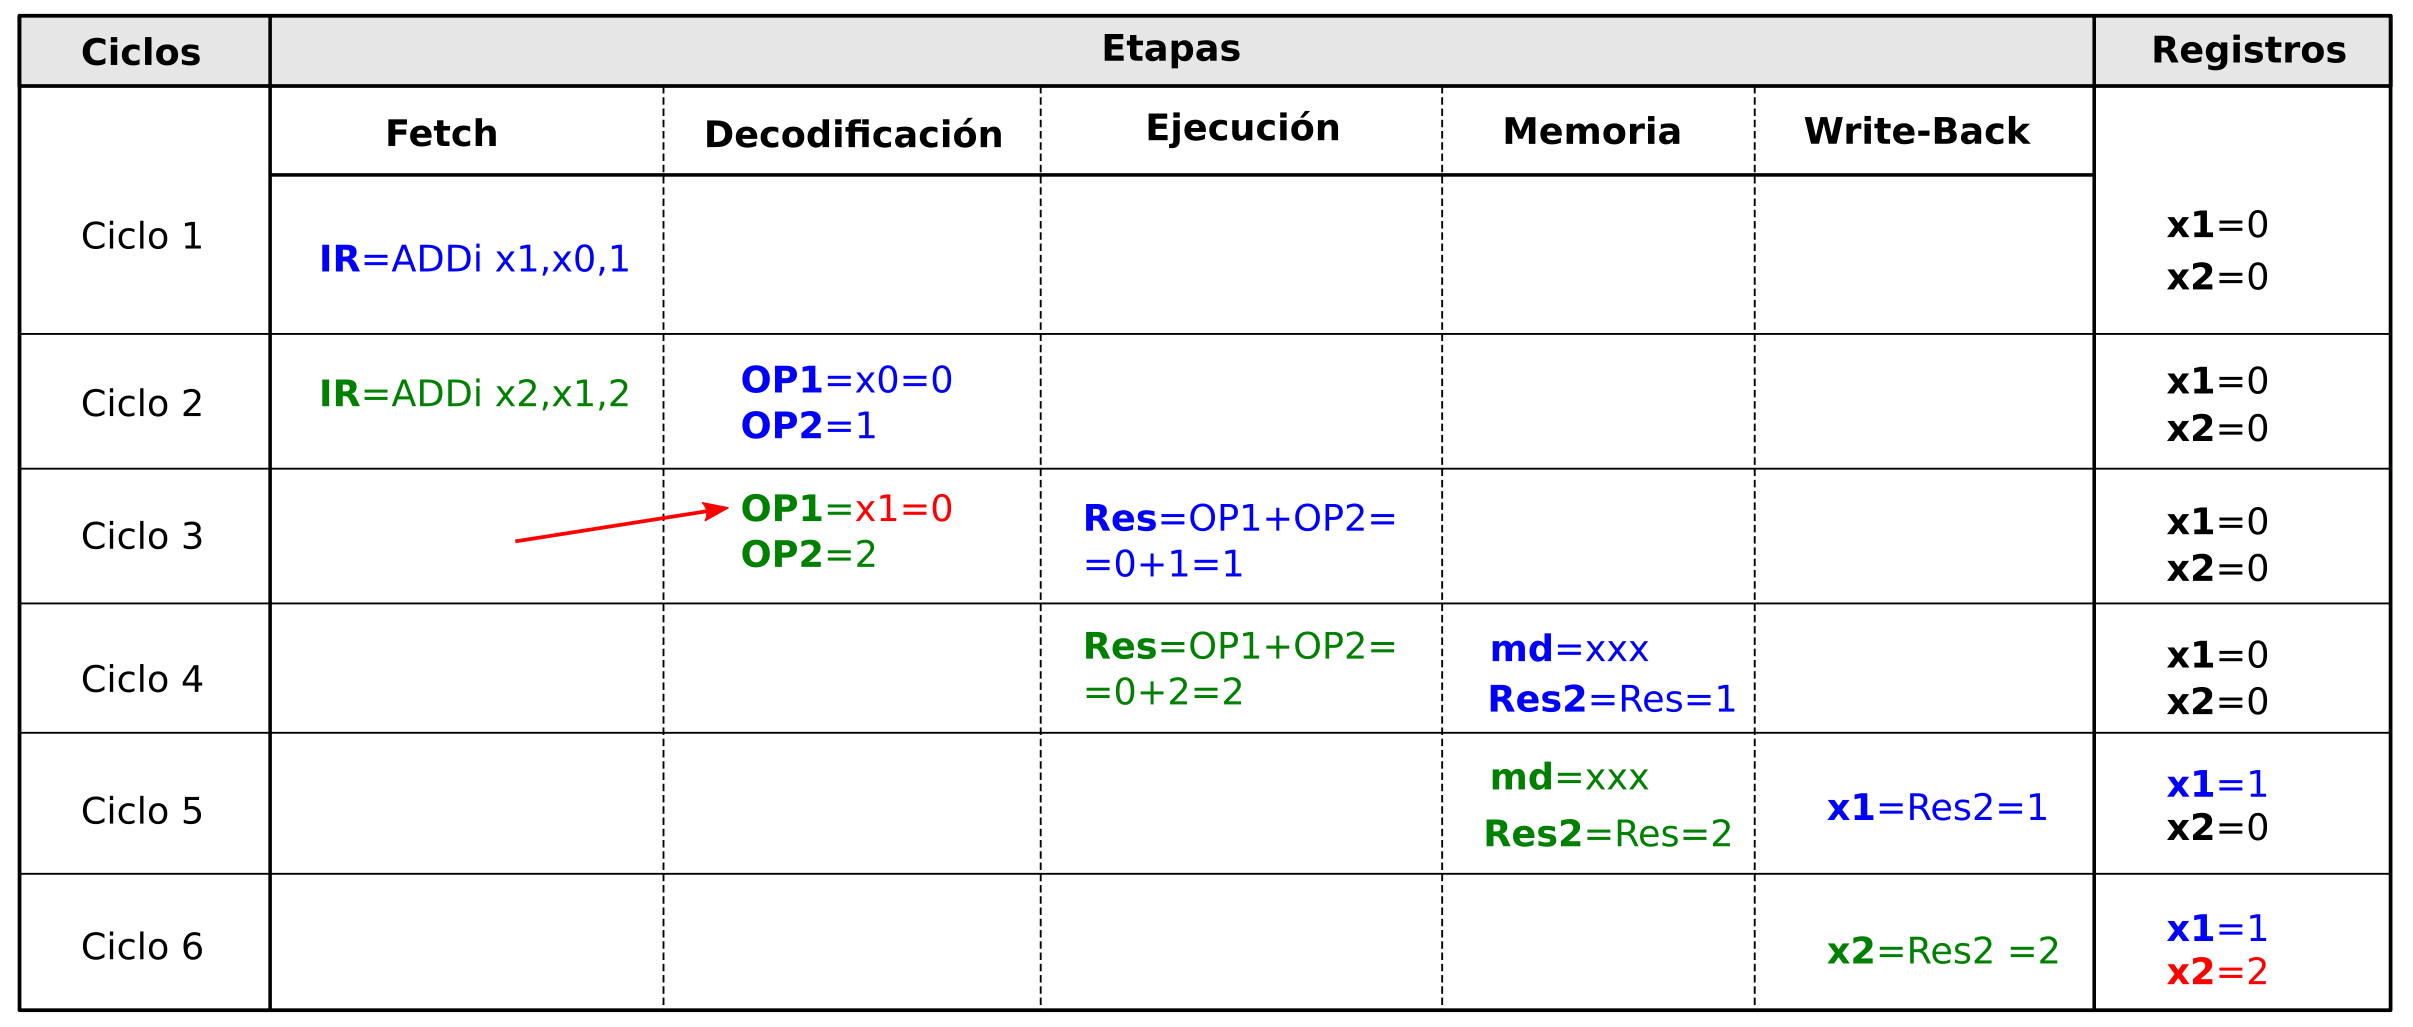 Ciclos Etapas Registros
Fetch Decodificación Ejecución Memoria Write-Back
Ciclo 1
IR=ADDi x1,x0,1
x1=0
x2=0
Ciclo 2
IR=ADDi x2,x1,2
OP1=x0=0
OP2=1
x1=0
x2=0
Ciclo 3
OP1=x1=0
OP2=2
Res=OP1+OP2=
=0+1=1
x1=0
x2=0
Ciclo 4
Res=OP1+OP2=
=0+2=2
md=xxx
Res2=Res=1
x1=0
x2=0
Ciclo 5
md=xxx
Res2=Res=2
x1=Res2=1
x1=1
x2=0
Ciclo 6
x2=Res2 =2
x1=1
x2=2